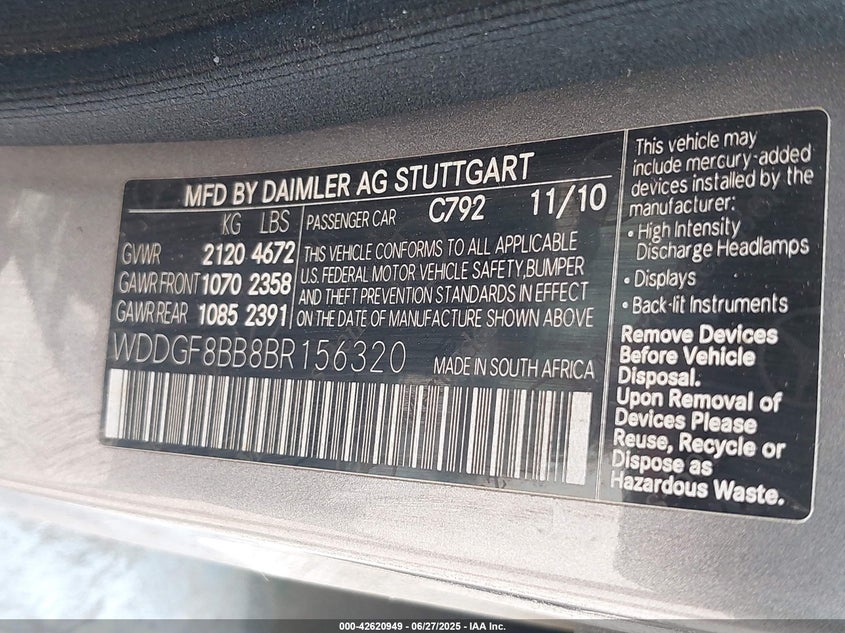 MFD BY DAIMLER AG STUTTGART
KG LBS
GVWR 2120 4672
GAWR FRONT 1070 2358
GAWR REAR 1085 2391
PASSENGER CAR C792 11/10
THIS VEHICLE CONFORMS TO ALL APPLICABLE
U.S. FEDERAL MOTOR VEHICLE SAFETY,BUMPER
AND THEFT PREVENTION STANDARDS IN EFFECT
ON THE DATE OF MANUFACTURE SHOWN ABOVE
WDDGF8BB8BR156320
MADE IN SOUTH AFRICA
This vehicle may
include mercury-added
devices installed by the
manufacturer:
• High Intensity
Discharge Headlamps
• Displays
• Back-lit Instruments
Remove Devices
Before Vehicle
Disposal.
Upon Removal of
Devices Please
Reuse, Recycle or
Dispose as
Hazardous Waste.
000-42620949 - 06/27/2025 - IAA Inc.